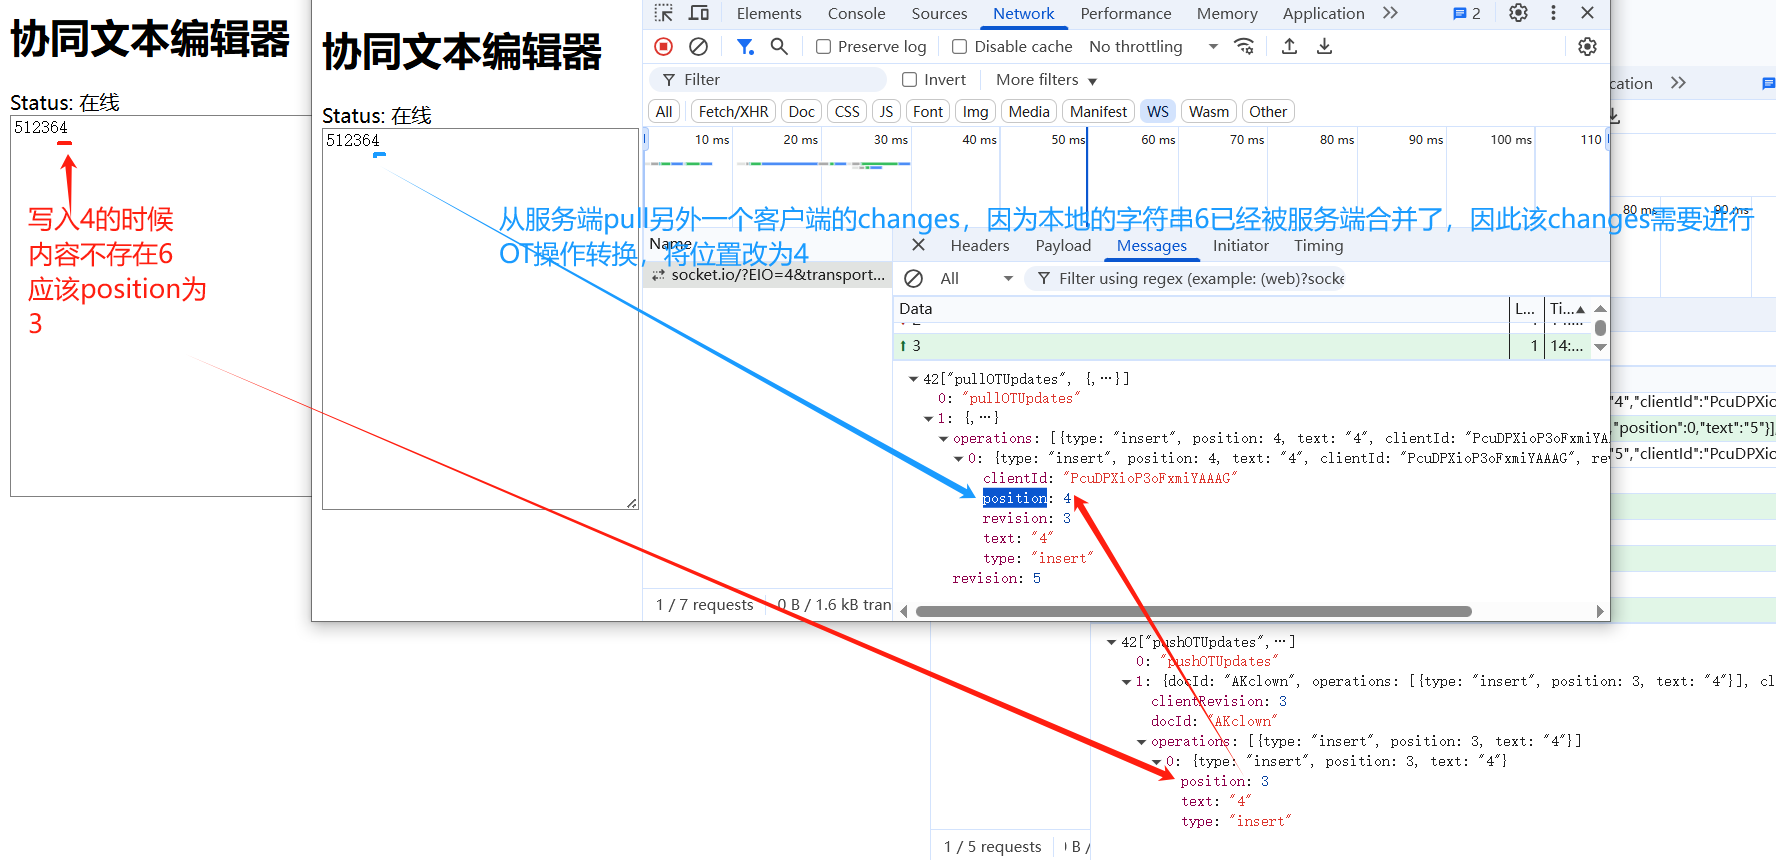 协同文本编辑器
Status: 在线
512364
写入4的时候
内容不存在6
应该position为
3
协同文本编辑器
Status: 在线
512364
从服务端pull另外一个客户端的changes，因为本地的字符串6已经被服务端合并了，因此该changes需要进行
OT操作转换，将位置改为4
Elements Console Sources Network Performance Memory Application 2
Preserve log Disable cache No throttling
Filter Invert More filters
All Fetch/XHR Doc CSS JS Font Img Media Manifest WS Wasm Other
10 ms 20 ms 30 ms 40 ms 50 ms 60 ms 70 ms 80 ms 90 ms 100 ms 110
Name
socket.io/?EIO=4&transport...
Headers Payload Messages Initiator Timing
All Filter using regex (example: (web)?socke
Data L... Ti...▲
3 1 14:...
42["pullOTUpdates", {,…}]
0: "pullOTUpdates"
1: {,…}
operations: [{type: "insert", position: 4, text: "4", clientId: "PcuDPXioP3oFxmiYAA
0: {type: "insert", position: 4, text: "4", clientId: "PcuDPXioP3oFxmiYAAAG", rev
clientId: "PcuDPXioP3oFxmiYAAAG"
position: 4
revision: 3
text: "4"
type: "insert"
revision: 5
1 / 7 requests 0 B / 1.6 kB tran
cation
80 ms 90 ms
"4","clientId":"PcuDPXio
"position":0,"text":"5"}],
"5","clientId":"PcuDPXio
42["pushOTUpdates",…]
0: "pushOTUpdates"
1: {docId: "AKclown", operations: [{type: "insert", position: 3, text: "4"}], cl
clientRevision: 3
docId: "AKclown"
operations: [{type: "insert", position: 3, text: "4"}]
0: {type: "insert", position: 3, text: "4"}
position: 3
text: "4"
type: "insert"
1 / 5 requests B /